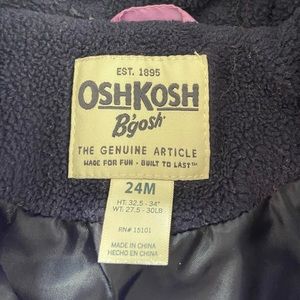 EST. 1895
OSHKOSH
B'gosh
THE GENUINE ARTICLE
MADE FOR FUN · BUILT TO LAST™
24M
HT: 32.5 - 34"
WT: 27.5 - 30LB
RN# 15101
MADE IN CHINA
HECHO EN CHINA